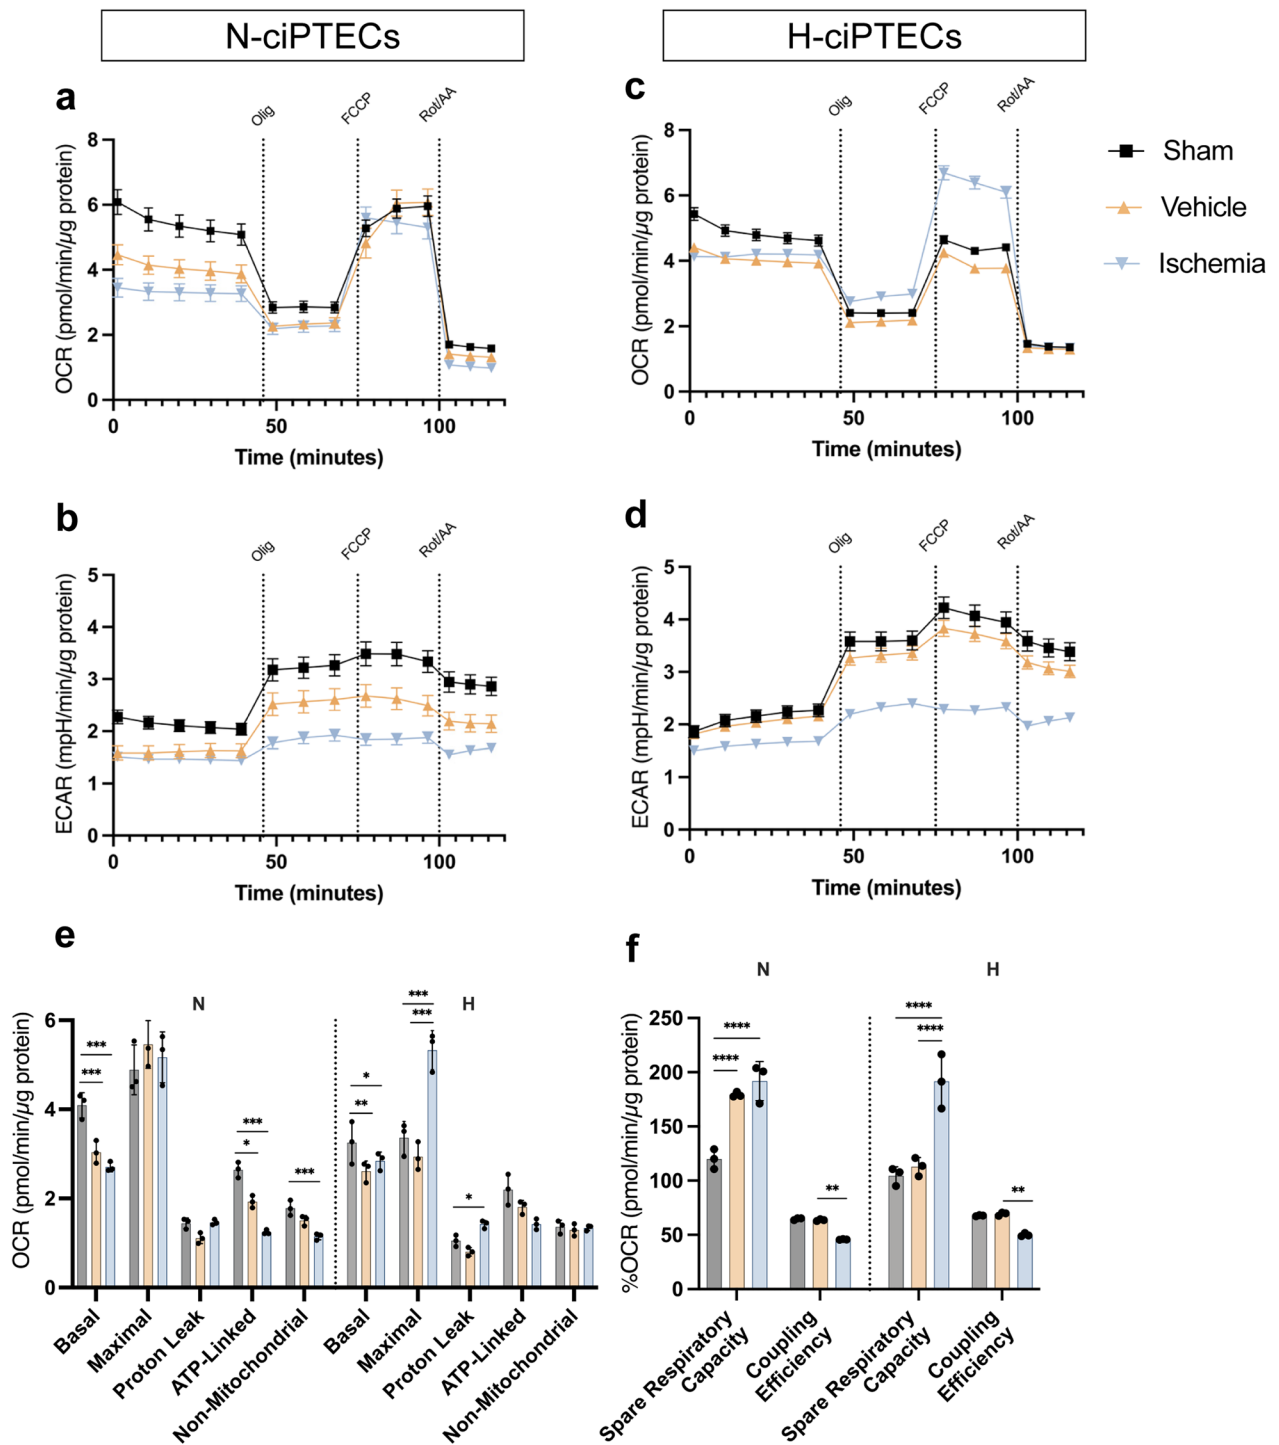 N-ciPTECs
H-ciPTECs
a
Olig
FCCP
Rot/AA
OCR (pmol/min/µg protein)
8
6
4
2
0
0
50
100
Time (minutes)
c
Olig
FCCP
Rot/AA
OCR (pmol/min/µg protein)
8
6
4
2
0
0
50
100
Time (minutes)
Sham
Vehicle
Ischemia
b
Olig
FCCP
Rot/AA
ECAR (mpH/min/µg protein)
5
4
3
2
1
0
0
50
100
Time (minutes)
d
Olig
FCCP
Rot/AA
ECAR (mpH/min/µg protein)
5
4
3
2
1
0
0
50
100
Time (minutes)
e
N
H
OCR (pmol/min/µg protein)
6
4
2
0
***
***
***
*
***
*
**
***
***
*
Basal
Maximal
Proton Leak
ATP-Linked
Non-Mitochondrial
Basal
Maximal
Proton Leak
ATP-Linked
Non-Mitochondrial
f
N
H
%OCR (pmol/min/µg protein)
250
200
150
100
50
0
****
****
**
****
****
**
Spare Respiratory
Capacity
Coupling
Efficiency
Spare Respiratory
Capacity
Coupling
Efficiency